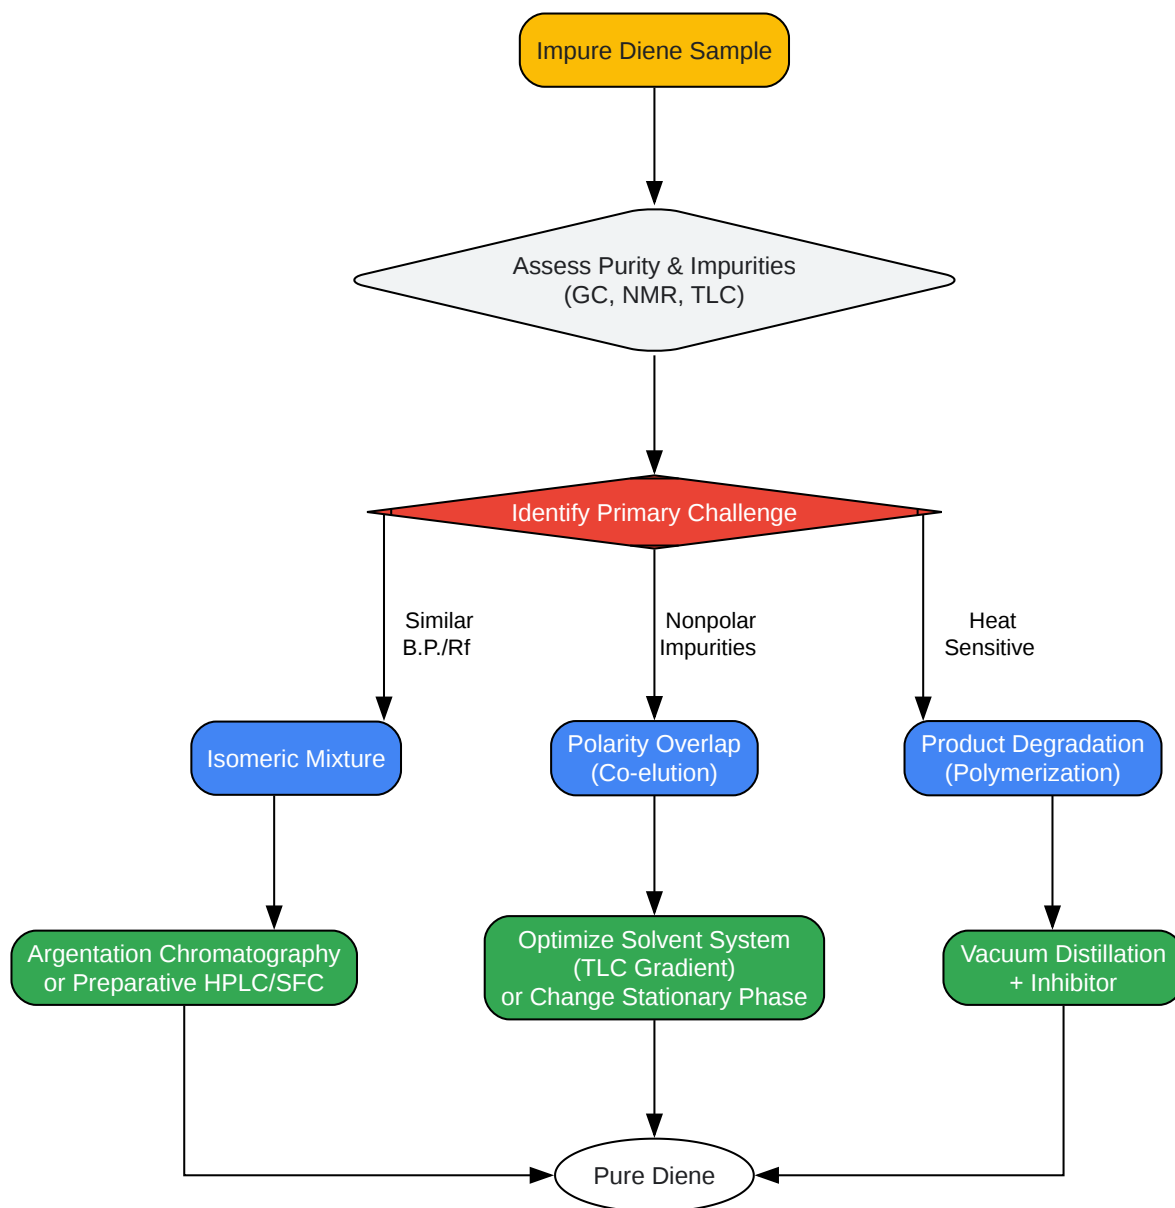 Impure Diene Sample
Assess Purity & Impurities
(GC, NMR, TLC)
Identify Primary Challenge
Similar
B.P./Rf
Nonpolar
Impurities
Heat
Sensitive
Isomeric Mixture
Polarity Overlap
(Co-elution)
Product Degradation
(Polymerization)
Argentation Chromatography
or Preparative HPLC/SFC
Optimize Solvent System
(TLC Gradient)
or Change Stationary Phase
Vacuum Distillation
+ Inhibitor
Pure Diene